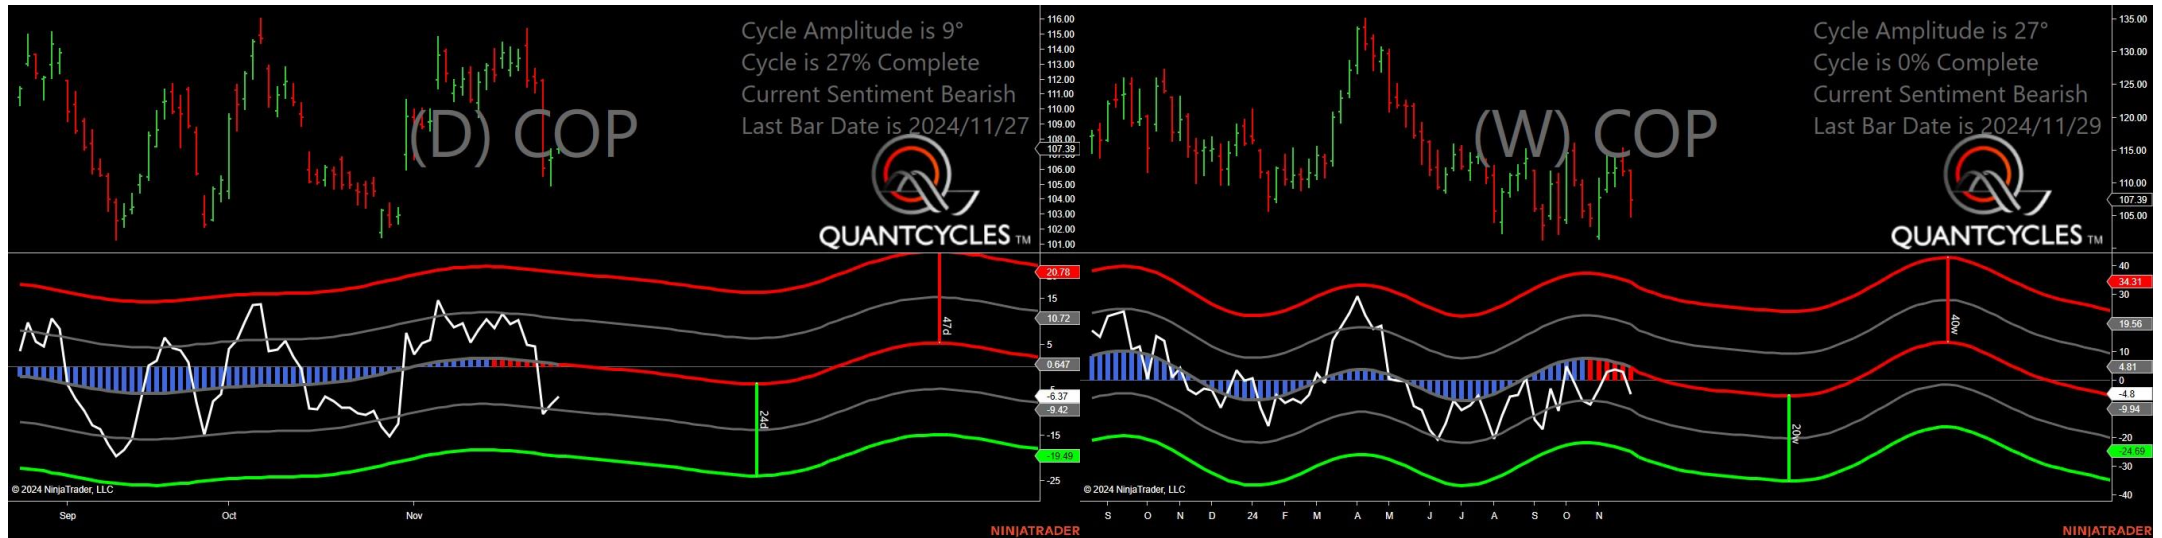 Cycle Amplitude is 9°
Cycle is 27% Complete
Current Sentiment Bearish
Last Bar Date is 2024/11/27
(D) COP
QUANTCYCLES TM
116.00
115.00
114.00
113.00
112.00
111.00
110.00
109.00
108.00
107.39
106.00
105.00
104.00
103.00
102.00
101.00
20.78
15
10.72
5
0.647
-6.37
-9.42
-15
-19.49
-25
47d
24d
© 2024 NinjaTrader, LLC
Sep
Oct
Nov
NINJATRADER
Cycle Amplitude is 27°
Cycle is 0% Complete
Current Sentiment Bearish
Last Bar Date is 2024/11/29
(W) COP
QUANTCYCLES TM
135.00
130.00
125.00
120.00
115.00
110.00
107.39
105.00
40
34.31
30
19.56
10
4.81
0
-4.8
-9.94
-20
-24.69
-30
-40
40w
20w
© 2024 NinjaTrader, LLC
S O N D 24 F M A M J J A S O N
NINJATRADER